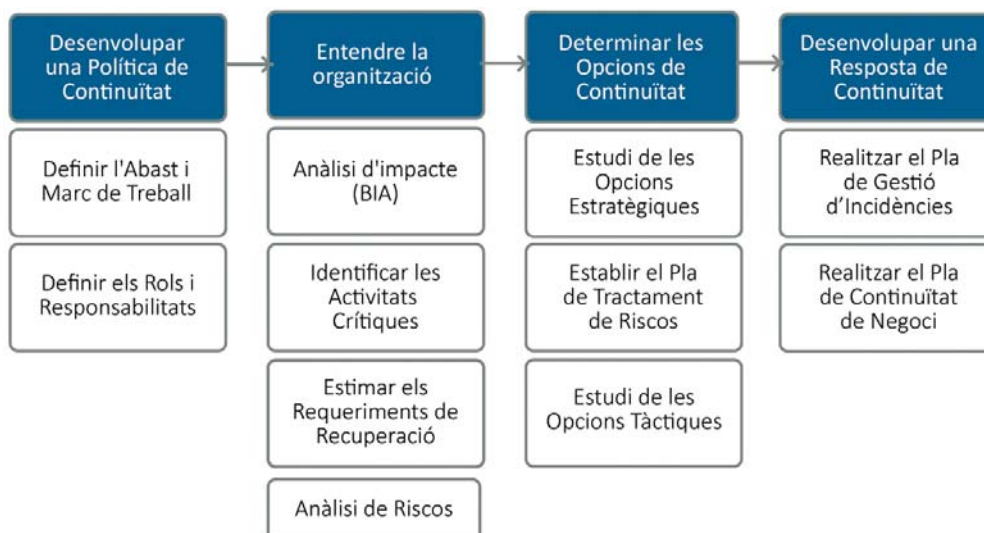 Desenvolupar
una Política de
Continuïtat
Definir l'Abast i
Marc de Treball
Definir els Rols i
Responsabilitats
Entendre la
organització
Anàlisi d'impacte
(BIA)
Identificar les
Activitats
Crítiques
Estimar els
Requeriments de
Recuperació
Anàlisi de Riscos
Determinar les
Opcions de
Continuïtat
Estudi de les
Opcions
Estratègiques
Establir el Pla
de Tractament
de Riscos
Estudi de les
Opcions Tàctiques
Desenvolupar una
Resposta de
Continuïtat
Realitzar el Pla
de Gestió
d’Incidències
Realitzar el Pla
de Continuïtat
de Negoci